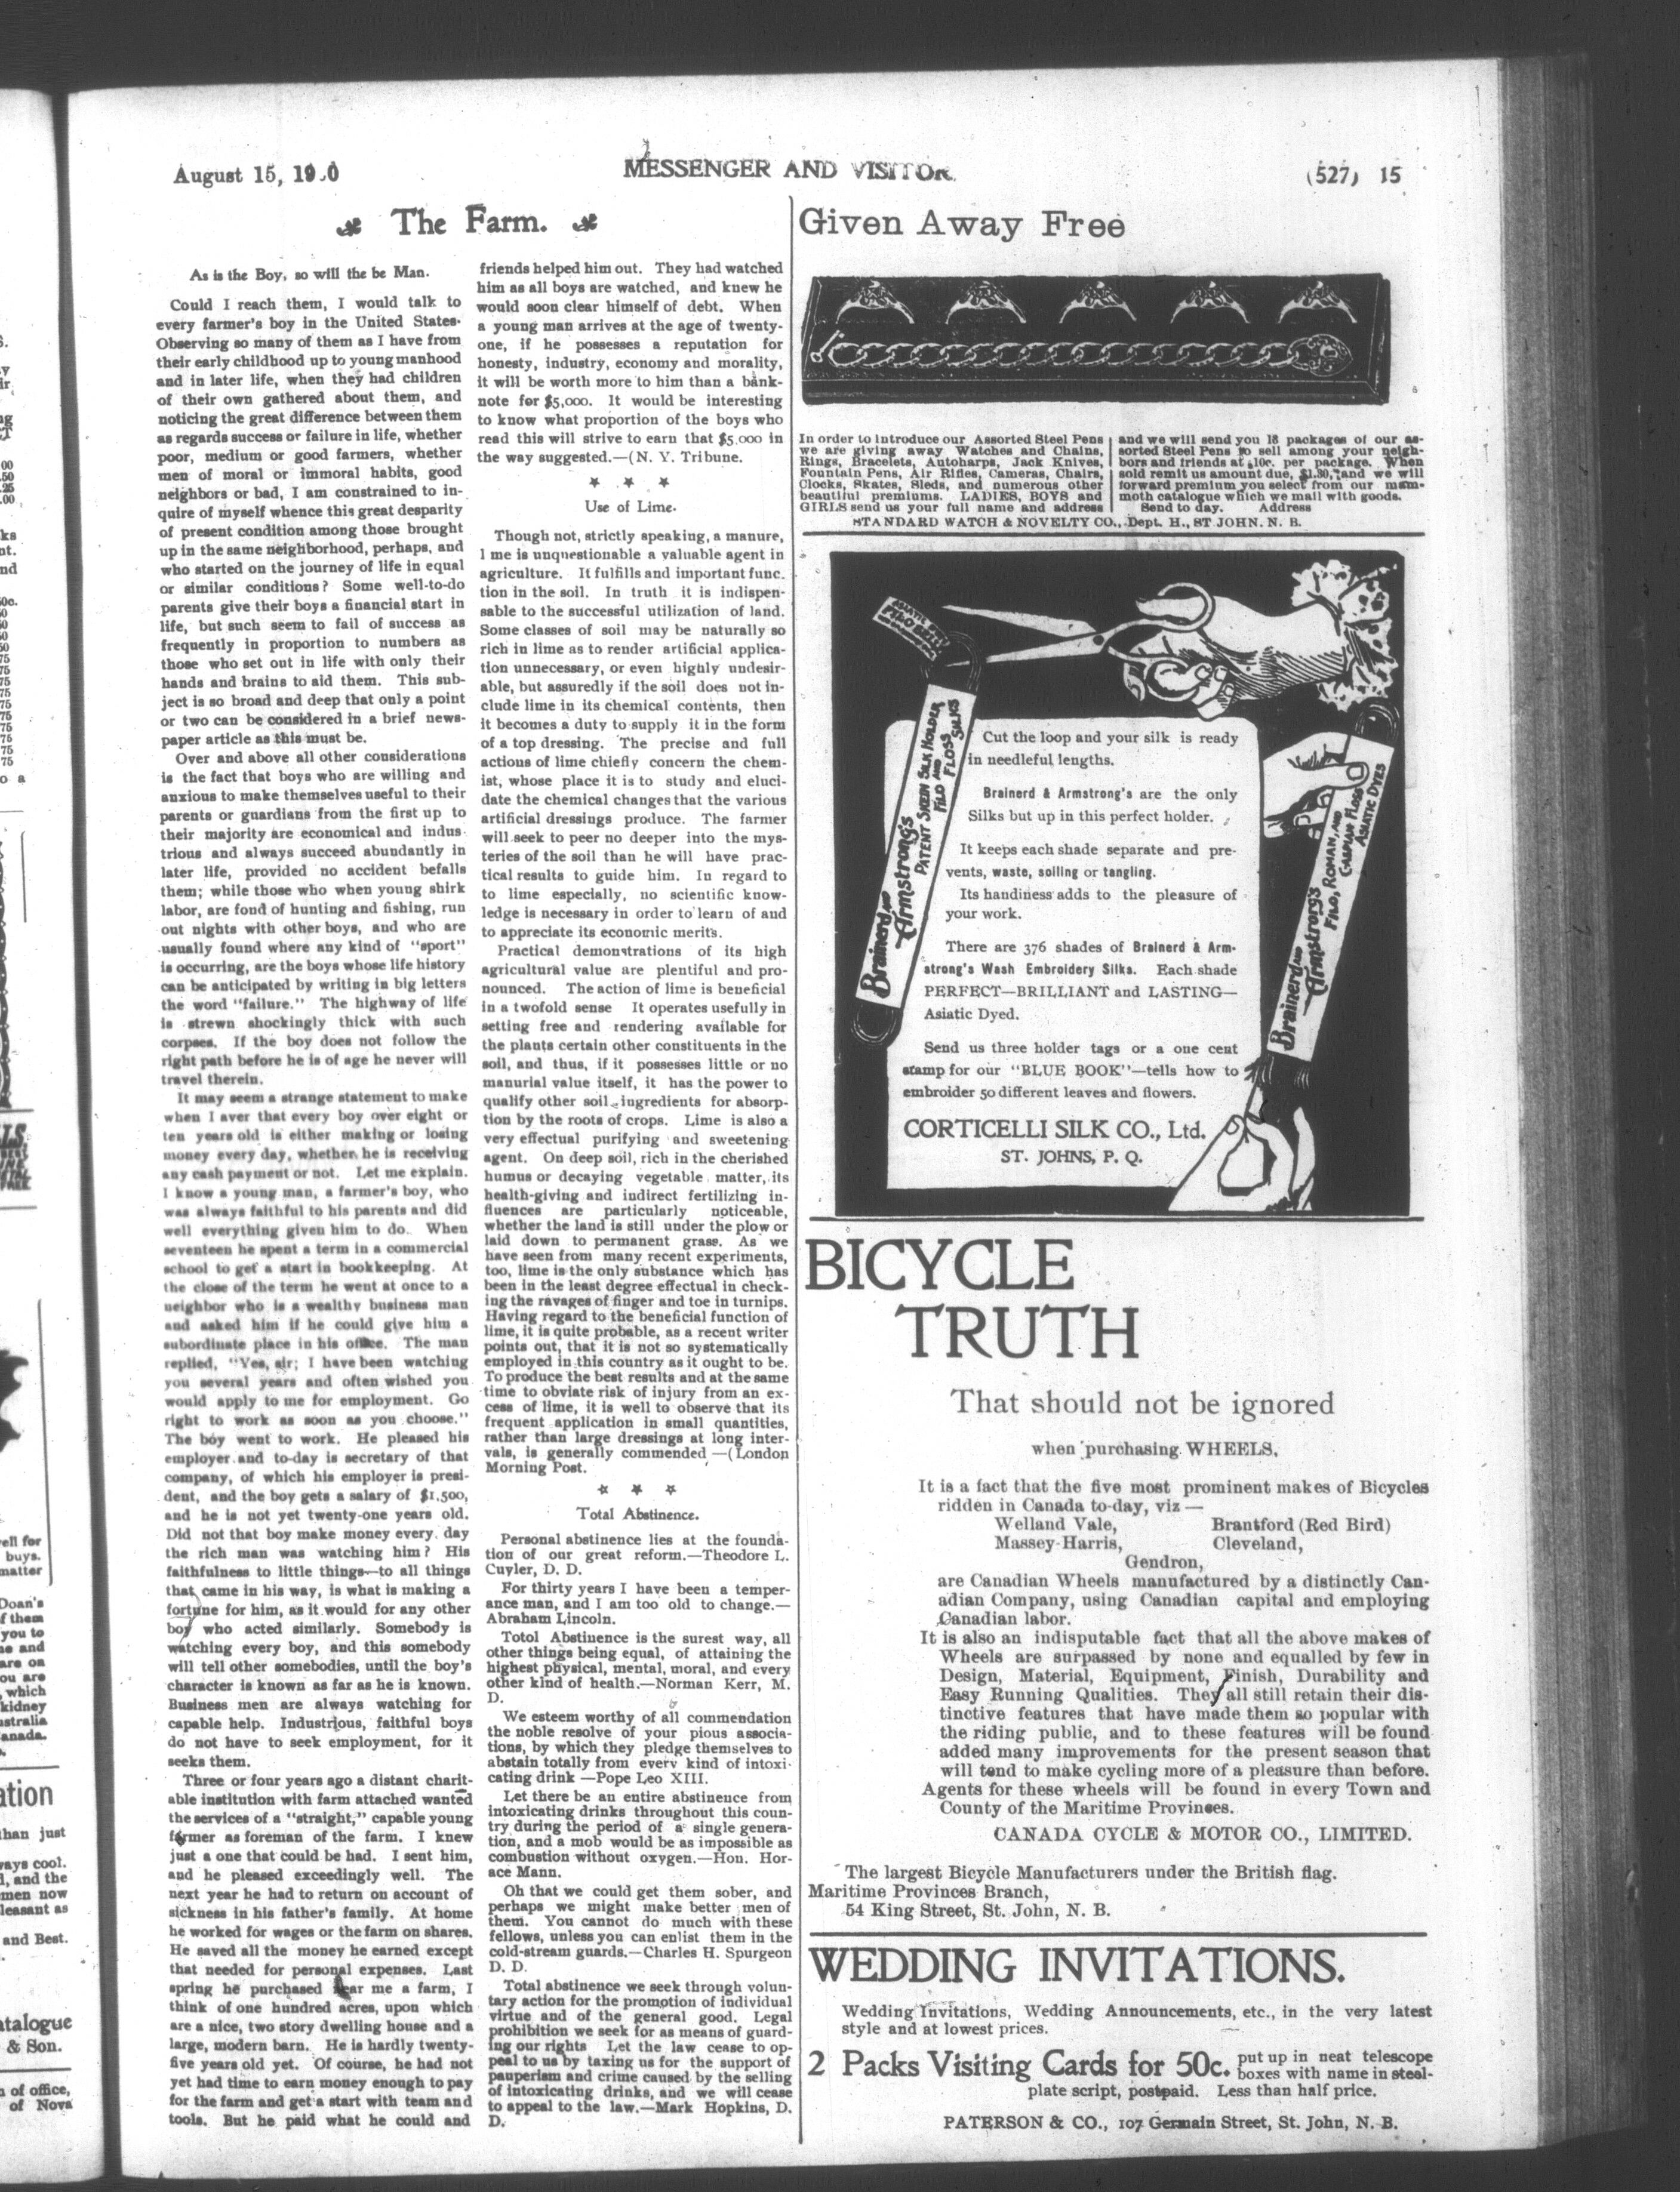 August 15, 19 0
MESSENGER AND VISITOR.
(527) 15
The Farm.
As is the Boy, so will the be Man.
Could I reach them, I would talk to
every farmer's boy in the United States.
Observing so many of them as I have from
their early childhood up to young manhood
and in later life, when they had children
of their own gathered about them, and
noticing the great difference between them
as regards success or failure in life, whether
poor, medium or good farmers, whether
men of moral or immoral habits, good
neighbors or bad, I am constrained to in-
quire of myself whence this great desparity
of present condition among those brought
up in the same neighborhood, perhaps, and
who started on the journey of life in equal
or similar conditions? Some well-to-do
parents give their boys a financial start in
life, but such seem to fail of success as
frequently in proportion to numbers as
those who set out in life with only their
hands and brains to aid them. This sub-
ject is so broad and deep that only a point
or two can be considered in a brief news-
paper article as this must be.
Over and above all other considerations
is the fact that boys who are willing and
anxious to make themselves useful to their
parents or guardians from the first up to
their majority are economical and indus-
trious and always succeed abundantly in
later life, provided no accident befalls
them; while those who when young shirk
labor, are fond of hunting and fishing, run
out nights with other boys, and who are
usually found where any kind of "sport"
is occurring, are the boys whose life history
can be anticipated by writing in big letters
the word "failure." The highway of life
is strewn shockingly thick with such
corpses. If the boy does not follow the
right path before he is of age he never will
travel therein.
It may seem a strange statement to make
when I aver that every boy over eight or
ten years old is either making or losing
money every day, whether he is receiving
any cash payment or not. Let me explain.
I know a young man, a farmer's boy, who
was always faithful to his parents and did
well everything given him to do. When
seventeen he spent a term in a commercial
school to get a start in bookkeeping. At
the close of the term he went at once to a
neighbor who is a wealthy business man
and asked him if he could give him a
subordinate place in his office. The man
replied, "Yes, sir; I have been watching
you several years and often wished you
would apply to me for employment. Go
right to work as soon as you choose."
The boy went to work. He pleased his
employer and to-day is secretary of that
company, of which his employer is presi-
dent, and the boy gets a salary of $1,500,
and he is not yet twenty-one years old.
Did not that boy make money every day
the rich man was watching him? His
faithfulness to little things—to all things
that came in his way, is what is making a
fortune for him, as it would for any other
boy who acted similarly. Somebody is
watching every boy, and this somebody
will tell other somebodies, until the boy's
character is known as far as he is known.
Business men are always watching for
capable help. Industrious, faithful boys
do not have to seek employment, for it
seeks them.
Three or four years ago a distant charit-
able institution with farm attached wanted
the services of a "straight," capable young
farmer as foreman of the farm. I knew
just a one that could be had. I sent him,
and he pleased exceedingly well. The
next year he had to return on account of
sickness in his father's family. At home
he worked for wages or the farm on shares.
He saved all the money he earned except
that needed for personal expenses. Last
spring he purchased near me a farm, I
think of one hundred acres, upon which
are a nice, two story dwelling house and a
large, modern barn. He is hardly twenty-
five years old yet. Of course, he had not
yet had time to earn money enough to pay
for the farm and get a start with team and
tools. But he paid what he could and
friends helped him out. They had watched
him as all boys are watched, and knew he
would soon clear himself of debt. When
a young man arrives at the age of twenty-
one, if he possesses a reputation for
honesty, industry, economy and morality,
it will be worth more to him than a bank-
note for $5,000. It would be interesting
to know what proportion of the boys who
read this will strive to earn that $5,000 in
the way suggested.—(N. Y. Tribune.
* * *
Use of Lime.
Though not, strictly speaking, a manure,
l me is unquestionable a valuable agent in
agriculture. It fulfills and important func.
tion in the soil. In truth it is indispen-
sable to the successful utilization of land.
Some classes of soil may be naturally so
rich in lime as to render artificial applica-
tion unnecessary, or even highly undesir-
able, but assuredly if the soil does not in-
clude lime in its chemical contents, then
it becomes a duty to supply it in the form
of a top dressing. The precise and full
actions of lime chiefly concern the chem-
ist, whose place it is to study and eluci-
date the chemical changes that the various
artificial dressings produce. The farmer
will seek to peer no deeper into the mys-
teries of the soil than he will have prac-
tical results to guide him. In regard to
to lime especially, no scientific know-
ledge is necessary in order to learn of and
to appreciate its economic merits.
Practical demonstrations of its high
agricultural value are plentiful and pro-
nounced. The action of lime is beneficial
in a twofold sense It operates usefully in
setting free and rendering available for
the plants certain other constituents in the
soil, and thus, if it possesses little or no
manurial value itself, it has the power to
qualify other soil ingredients for absorp-
tion by the roots of crops. Lime is also a
very effectual purifying and sweetening
agent. On deep soil, rich in the cherished
humus or decaying vegetable matter, its
health-giving and indirect fertilizing in-
fluences are particularly noticeable,
whether the land is still under the plow or
laid down to permanent grass. As we
have seen from many recent experiments,
too, lime is the only substance which has
been in the least degree effectual in check-
ing the ravages of finger and toe in turnips.
Having regard to the beneficial function of
lime, it is quite probable, as a recent writer
points out, that it is not so systematically
employed in this country as it ought to be.
To produce the best results and at the same
time to obviate risk of injury from an ex-
cess of lime, it is well to observe that its
frequent application in small quantities,
rather than large dressings at long inter-
vals, is generally commended —(London
Morning Post.
* * *
Total Abstinence.
Personal abstinence lies at the founda-
tion of our great reform.—Theodore L.
Cuyler, D. D.
For thirty years I have been a temper-
ance man, and I am too old to change.—
Abraham Lincoln.
Totol Abstinence is the surest way, all
other things being equal, of attaining the
highest physical, mental, moral, and every
other kind of health.—Norman Kerr, M.
D.
We esteem worthy of all commendation
the noble resolve of your pious associa-
tions, by which they pledge themselves to
abstain totally from every kind of intoxi-
cating drink —Pope Leo XIII.
Let there be an entire abstinence from
intoxicating drinks throughout this coun-
try during the period of a single genera-
tion, and a mob would be as impossible as
combustion without oxygen.—Hon. Hor-
ace Mann.
Oh that we could get them sober, and
perhaps we might make better men of
them. You cannot do much with these
fellows, unless you can enlist them in the
cold-stream guards.—Charles H. Spurgeon
D. D.
Total abstinence we seek through volun-
tary action for the promotion of individual
virtue and of the general good. Legal
prohibition we seek for as means of guard-
ing our rights Let the law cease to op-
peal to us by taxing us for the support of
pauperism and crime caused by the selling
of intoxicating drinks, and we will cease
to appeal to the law.—Mark Hopkins, D.
D.
Given Away Free
In order to introduce our Assorted Steel Pens
we are giving away Watches and Chains,
Rings, Bracelets, Autoharps, Jack Knives,
Fountain Pens, Air Rifles, Cameras, Chairs,
Clocks, Skates, Sleds, and numerous other
beautiful premiums. LADIES, BOYS and
GIRLS send us your full name and address
and we will send you 18 packages of our as-
sorted Steel Pens to sell among your neigh-
bors and friends at 10c. per package. When
sold remit us amount due, $1.80, and we will
forward premium you select from our mam-
moth catalogue which we mail with goods.
Send to day. Address
STANDARD WATCH & NOVELTY CO., Dept. H., ST JOHN. N. B.
Brainerd AND
Armstrong's
PATENT SKEIN SILK HOLDER
FILO AND
FLOSS SILKS
Cut the loop and your silk is ready
in needleful lengths.
Brainerd & Armstrong's are the only
Silks but up in this perfect holder.
It keeps each shade separate and pre-
vents, waste, soiling or tangling.
Its handiness adds to the pleasure of
your work.
There are 376 shades of Brainerd & Arm-
strong's Wash Embroidery Silks. Each shade
PERFECT—BRILLIANT and LASTING—
Asiatic Dyed.
Send us three holder tags or a one cent
stamp for our "BLUE BOOK"—tells how to
embroider 50 different leaves and flowers.
CORTICELLI SILK CO., Ltd.
ST. JOHNS, P. Q.
Brainerd AND
Armstrong's
FILO, ROMAN, AND
CASPIAN FLOSS
ASIATIC DYES
BICYCLE
TRUTH
That should not be ignored
when purchasing WHEELS.
It is a fact that the five most prominent makes of Bicycles
ridden in Canada to-day, viz —
Welland Vale, Brantford (Red Bird)
Massey-Harris, Cleveland,
Gendron,
are Canadian Wheels manufactured by a distinctly Can-
adian Company, using Canadian capital and employing
Canadian labor.
It is also an indisputable fact that all the above makes of
Wheels are surpassed by none and equalled by few in
Design, Material, Equipment, Finish, Durability and
Easy Running Qualities. They all still retain their dis-
tinctive features that have made them so popular with
the riding public, and to these features will be found
added many improvements for the present season that
will tend to make cycling more of a pleasure than before.
Agents for these wheels will be found in every Town and
County of the Maritime Provinces.
CANADA CYCLE & MOTOR CO., LIMITED.
The largest Bicycle Manufacturers under the British flag.
Maritime Provinces Branch,
54 King Street, St. John, N. B.
WEDDING INVITATIONS.
Wedding Invitations, Wedding Announcements, etc., in the very latest
style and at lowest prices.
2 Packs Visiting Cards for 50c. put up in neat telescope
boxes with name in steel-
plate script, postpaid. Less than half price.
PATERSON & CO., 107 Germain Street, St. John, N. B.